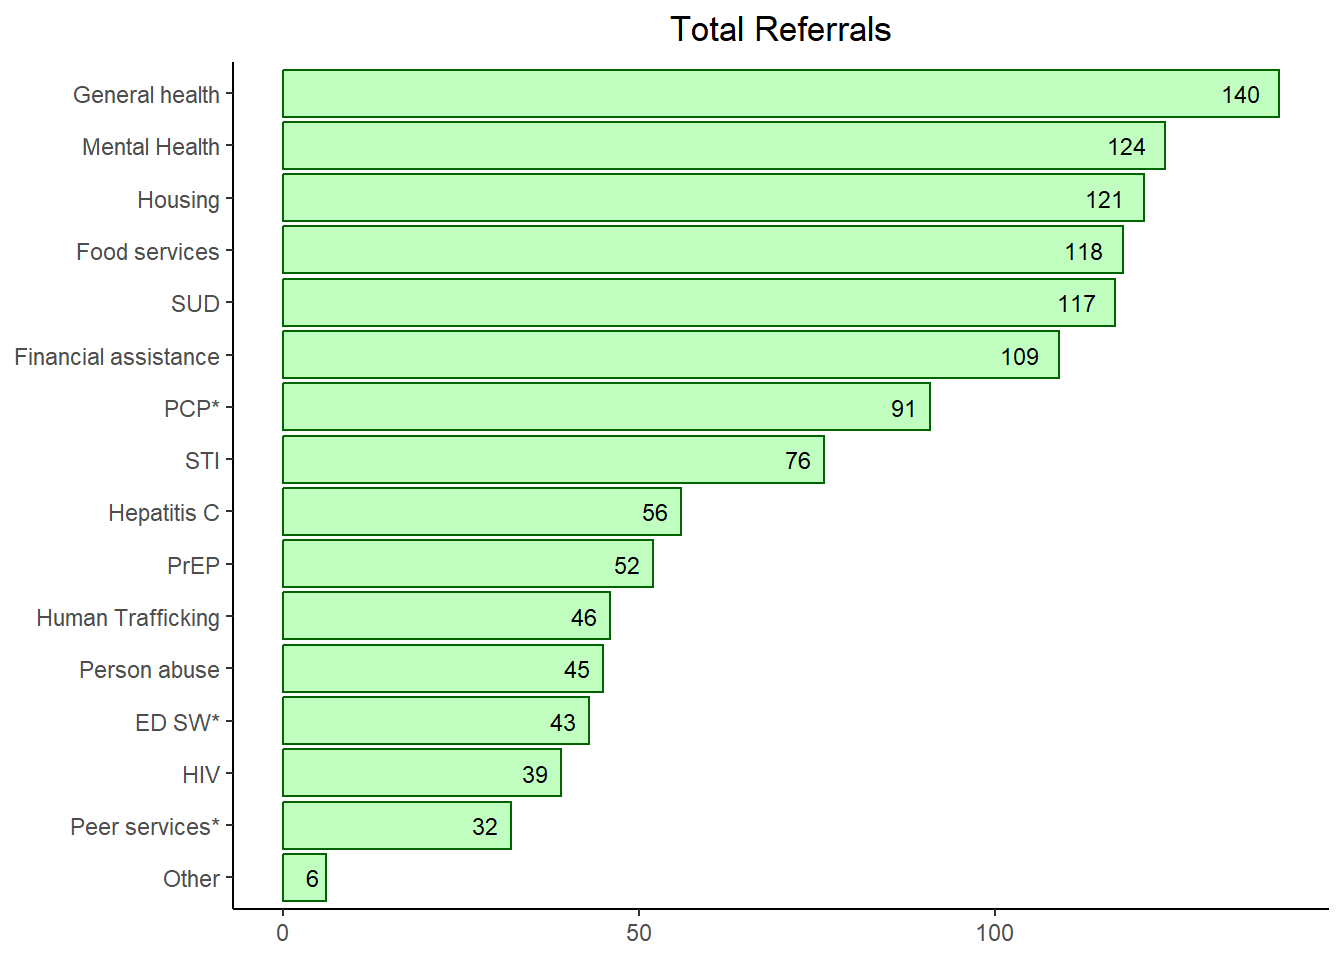 Total Referrals
General health 140
Mental Health 124
Housing 121
Food services 118
SUD 117
Financial assistance 109
PCP* 91
STI 76
Hepatitis C 56
PrEP 52
Human Trafficking 46
Person abuse 45
ED SW* 43
HIV 39
Peer services* 32
Other 6
0 50 100